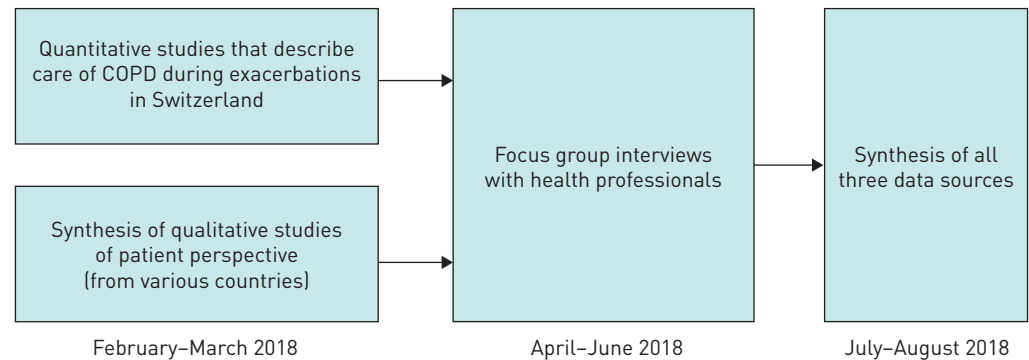 Quantitative studies that describe
care of COPD during exacerbations
in Switzerland
Synthesis of qualitative studies
of patient perspective
(from various countries)
February–March 2018
Focus group interviews
with health professionals
April–June 2018
Synthesis of all
three data sources
July–August 2018